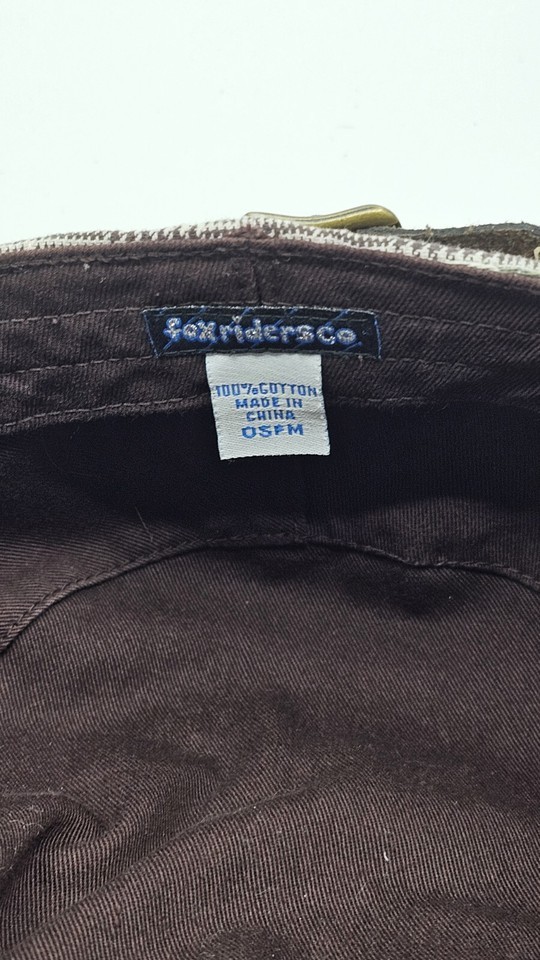 foxridersco
100%COTTON
MADE IN
CHINA
OSFM